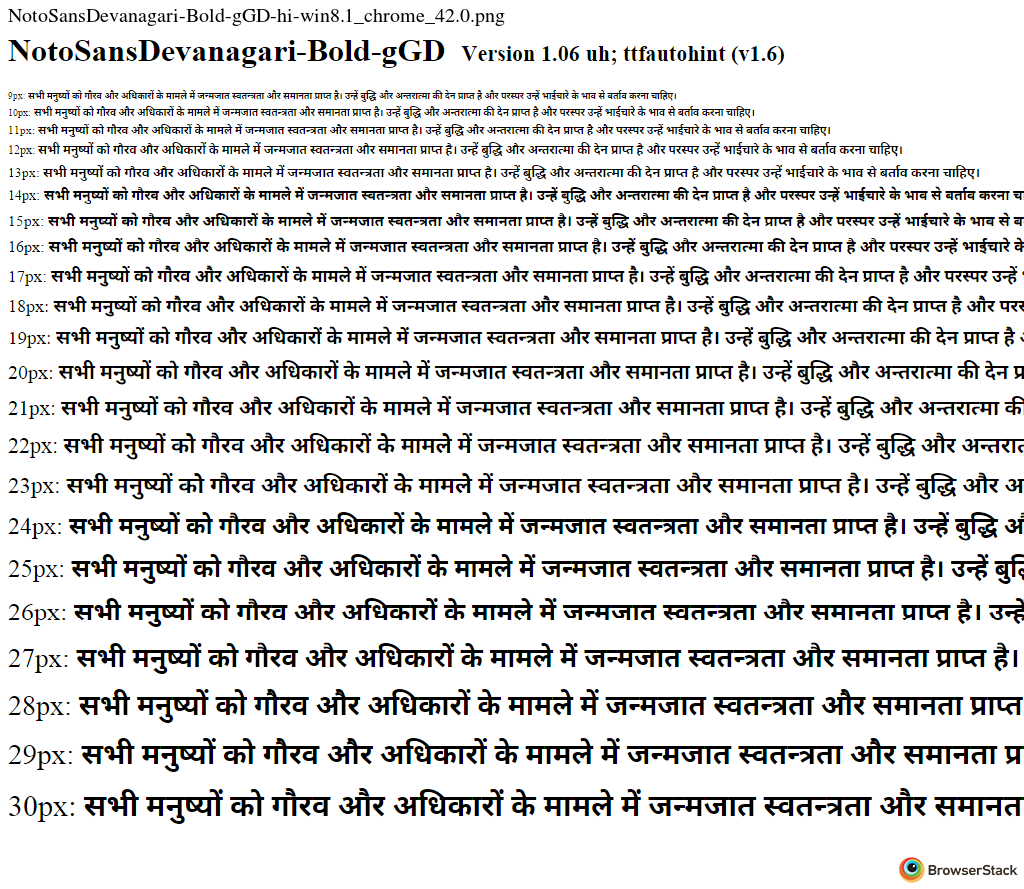 NotoSansDevanagari-Bold-gGD-hi-win8.1_chrome_42.0.png
NotoSansDevanagari-Bold-gGD Version 1.06 uh; ttfautohint (v1.6)
9px: सभी मनुष्यों को गौरव और अधिकारों के मामले में जन्मजात स्वतन्त्रता और समानता प्राप्त है। उन्हें बुद्धि और अन्तरात्मा की देन प्राप्त है और परस्पर उन्हें भाईचारे के भाव से बर्ताव करना चाहिए।
10px: सभी मनुष्यों को गौरव और अधिकारों के मामले में जन्मजात स्वतन्त्रता और समानता प्राप्त है। उन्हें बुद्धि और अन्तरात्मा की देन प्राप्त है और परस्पर उन्हें भाईचारे के भाव से बर्ताव करना चाहिए।
11px: सभी मनुष्यों को गौरव और अधिकारों के मामले में जन्मजात स्वतन्त्रता और समानता प्राप्त है। उन्हें बुद्धि और अन्तरात्मा की देन प्राप्त है और परस्पर उन्हें भाईचारे के भाव से बर्ताव करना चाहिए।
12px: सभी मनुष्यों को गौरव और अधिकारों के मामले में जन्मजात स्वतन्त्रता और समानता प्राप्त है। उन्हें बुद्धि और अन्तरात्मा की देन प्राप्त है और परस्पर उन्हें भाईचारे के भाव से बर्ताव करना चाहिए।
13px: सभी मनुष्यों को गौरव और अधिकारों के मामले में जन्मजात स्वतन्त्रता और समानता प्राप्त है। उन्हें बुद्धि और अन्तरात्मा की देन प्राप्त है और परस्पर उन्हें भाईचारे के भाव से बर्ताव करना चाहिए।
14px: सभी मनुष्यों को गौरव और अधिकारों के मामले में जन्मजात स्वतन्त्रता और समानता प्राप्त है। उन्हें बुद्धि और अन्तरात्मा की देन प्राप्त है और परस्पर उन्हें भाईचारे के भाव से बर्ताव करना
15px: सभी मनुष्यों को गौरव और अधिकारों के मामले में जन्मजात स्वतन्त्रता और समानता प्राप्त है। उन्हें बुद्धि और अन्तरात्मा की देन प्राप्त है और परस्पर उन्हें भाईचारे के भाव से
16px: सभी मनुष्यों को गौरव और अधिकारों के मामले में जन्मजात स्वतन्त्रता और समानता प्राप्त है। उन्हें बुद्धि और अन्तरात्मा की देन प्राप्त है और परस्पर उन्हें भाईचारे के
17px: सभी मनुष्यों को गौरव और अधिकारों के मामले में जन्मजात स्वतन्त्रता और समानता प्राप्त है। उन्हें बुद्धि और अन्तरात्मा की देन प्राप्त है और परस्पर उन्हें
18px: सभी मनुष्यों को गौरव और अधिकारों के मामले में जन्मजात स्वतन्त्रता और समानता प्राप्त है। उन्हें बुद्धि और अन्तरात्मा की देन प्राप्त है और
19px: सभी मनुष्यों को गौरव और अधिकारों के मामले में जन्मजात स्वतन्त्रता और समानता प्राप्त है। उन्हें बुद्धि और अन्तरात्मा की देन प्राप्त है
20px: सभी मनुष्यों को गौरव और अधिकारों के मामले में जन्मजात स्वतन्त्रता और समानता प्राप्त है। उन्हें बुद्धि और अन्तरात्मा की देन
21px: सभी मनुष्यों को गौरव और अधिकारों के मामले में जन्मजात स्वतन्त्रता और समानता प्राप्त है। उन्हें बुद्धि और अन्तरात्मा की
22px: सभी मनुष्यों को गौरव और अधिकारों के मामले में जन्मजात स्वतन्त्रता और समानता प्राप्त है। उन्हें बुद्धि और
23px: सभी मनुष्यों को गौरव और अधिकारों के मामले में जन्मजात स्वतन्त्रता और समानता प्राप्त है। उन्हें बुद्धि और
24px: सभी मनुष्यों को गौरव और अधिकारों के मामले में जन्मजात स्वतन्त्रता और समानता प्राप्त है। उन्हें बुद्धि
25px: सभी मनुष्यों को गौरव और अधिकारों के मामले में जन्मजात स्वतन्त्रता और समानता प्राप्त है। उन्हें
26px: सभी मनुष्यों को गौरव और अधिकारों के मामले में जन्मजात स्वतन्त्रता और समानता प्राप्त है।
27px: सभी मनुष्यों को गौरव और अधिकारों के मामले में जन्मजात स्वतन्त्रता और समानता प्राप्त है।
28px: सभी मनुष्यों को गौरव और अधिकारों के मामले में जन्मजात स्वतन्त्रता और समानता प्राप्त
29px: सभी मनुष्यों को गौरव और अधिकारों के मामले में जन्मजात स्वतन्त्रता और समानता
30px: सभी मनुष्यों को गौरव और अधिकारों के मामले में जन्मजात स्वतन्त्रता और समानता
BrowserStack